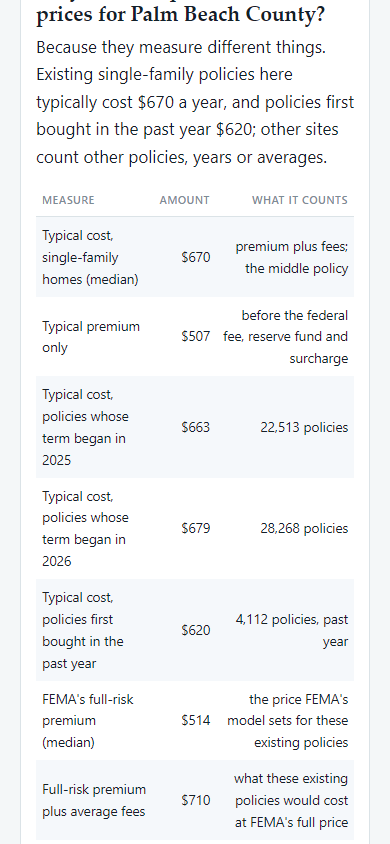 prices for Palm Beach County?
Because they measure different things.
Existing single-family policies here
typically cost $670 a year, and policies first
bought in the past year $620; other sites
count other policies, years or averages.
MEASURE AMOUNT WHAT IT COUNTS
Typical cost,
single-family
homes (median)
$670
premium plus fees;
the middle policy
Typical premium
only
$507
before the federal
fee, reserve fund and
surcharge
Typical cost,
policies whose
term began in
2025
$663
22,513 policies
Typical cost,
policies whose
term began in
2026
$679
28,268 policies
Typical cost,
policies first
bought in the
past year
$620
4,112 policies, past
year
FEMA's full-risk
premium
(median)
$514
the price FEMA's
model sets for these
existing policies
Full-risk premium
plus average fees
$710
what these existing
policies would cost
at FEMA's full price